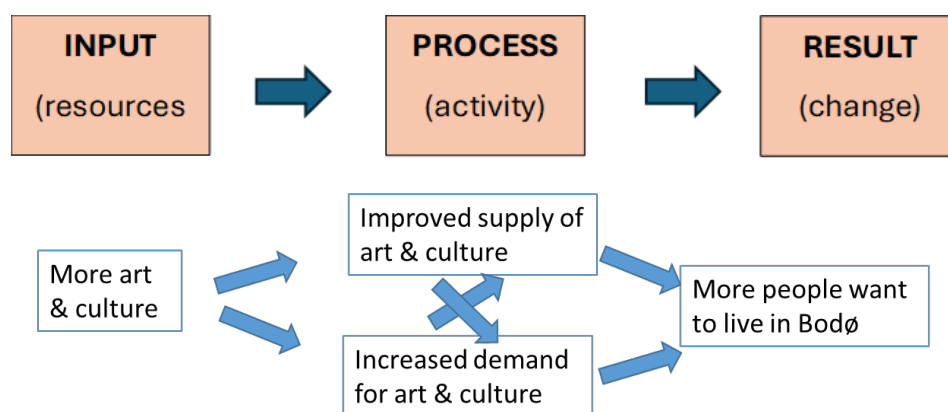 INPUT
(resources
PROCESS
(activity)
RESULT
(change)
More art
& culture
Improved supply of
art & culture
Increased demand
for art & culture
More people want
to live in Bodø